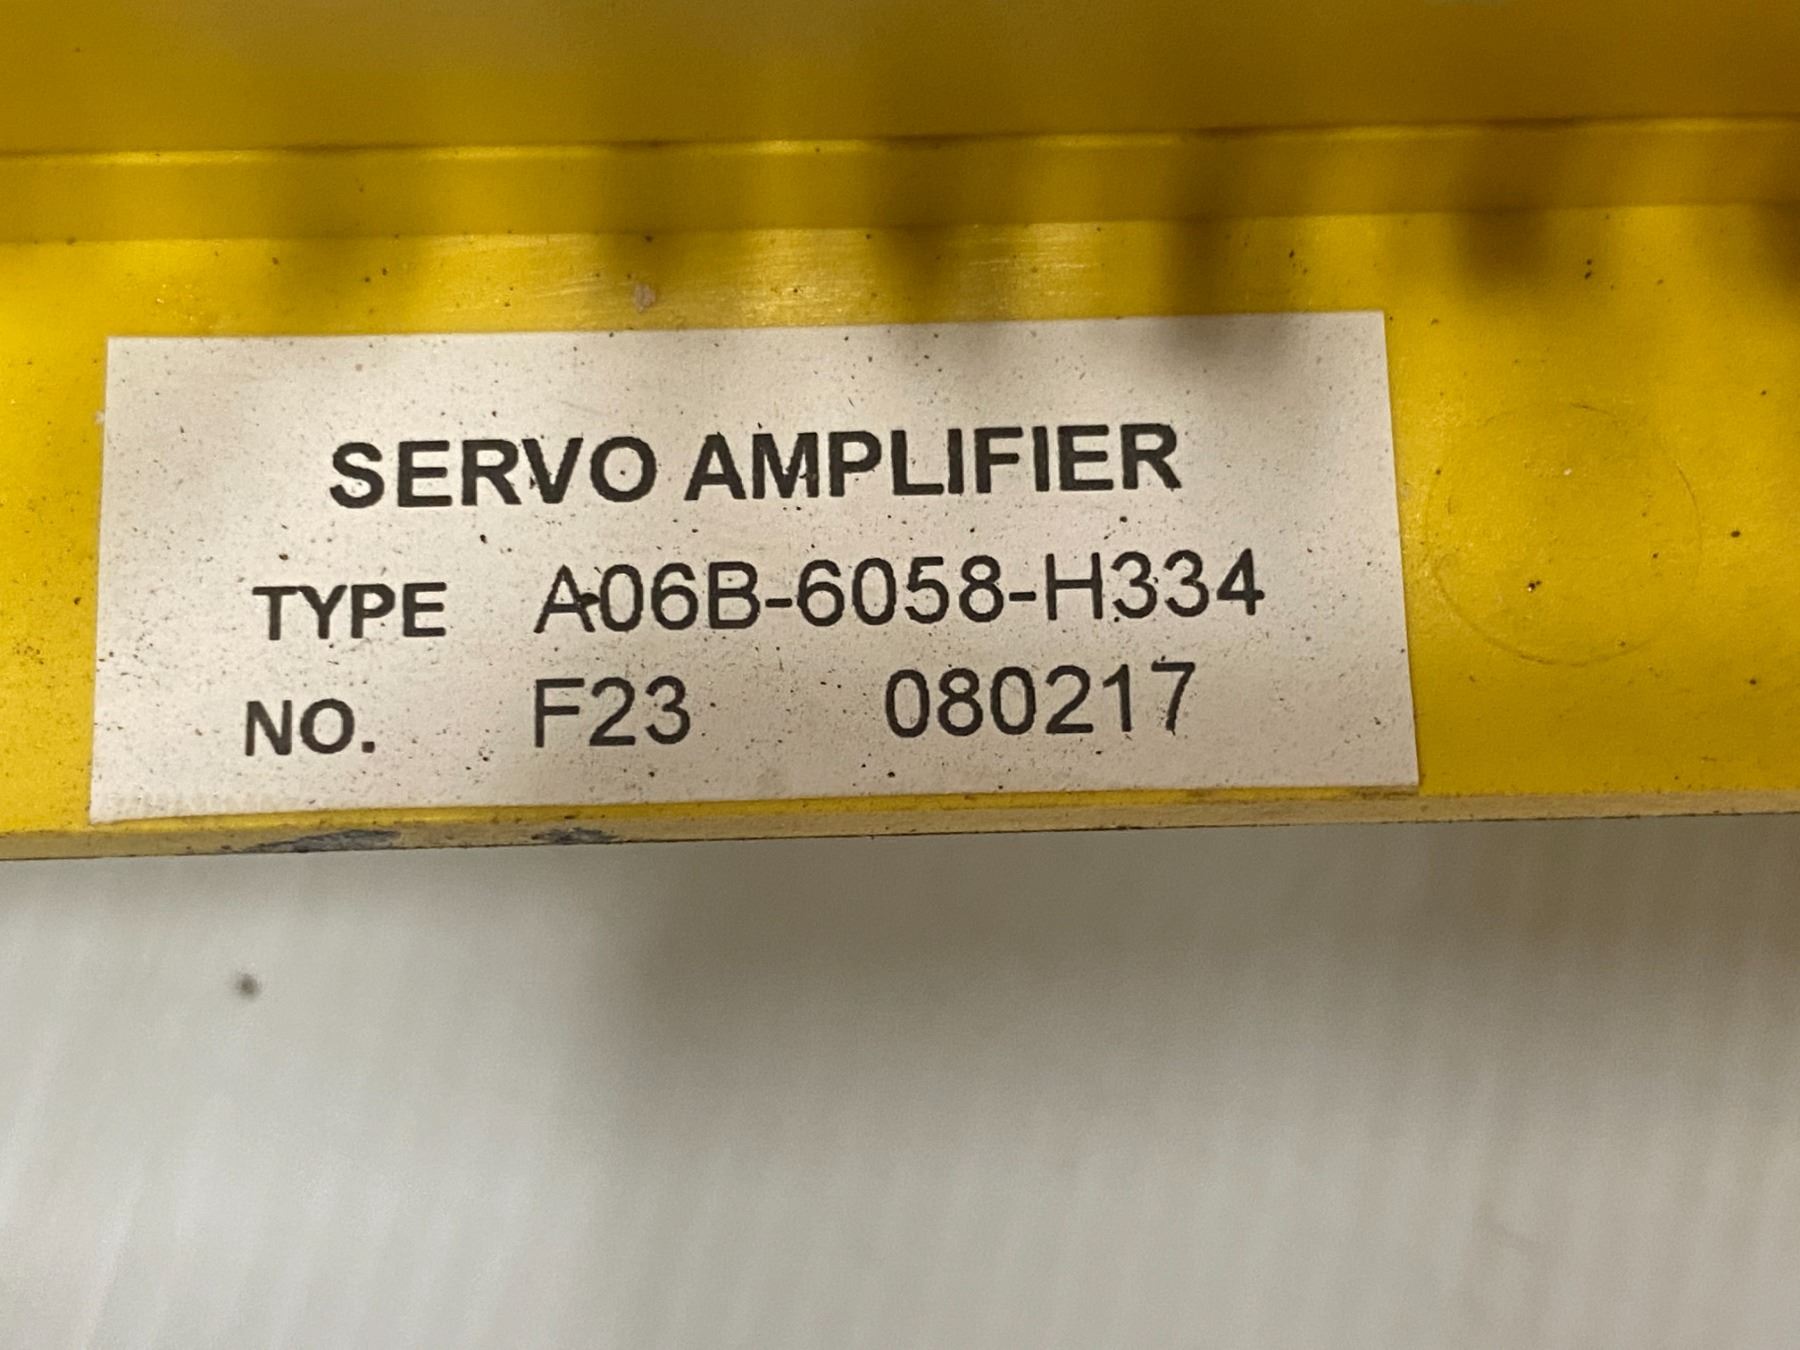 SERVO AMPLIFIER
TYPE A06B-6058-H334
NO. F23 080217